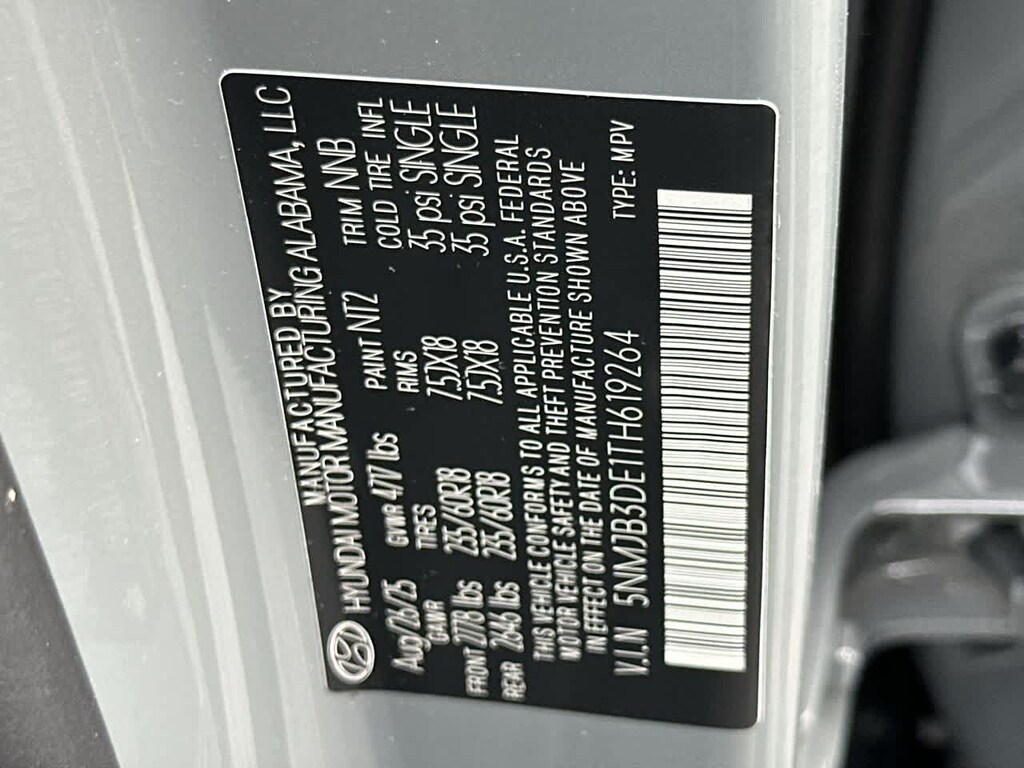 MANUFACTURED BY
HYUNDAI MOTOR MANUFACTURING ALABAMA, LLC
Aug/26/25 GVWR 4717 lbs PAINT NT2 TRIM NNB
GAWR TIRES RIMS COLD TIRE INFL
FRONT 2778 lbs 235/60R18 7.5JX18 35 psi SINGLE
REAR 2646 lbs 235/60R18 7.5JX18 35 psi SINGLE
THIS VEHICLE CONFORMS TO ALL APPLICABLE U.S.A. FEDERAL
MOTOR VEHICLE SAFETY AND THEFT PREVENTION STANDARDS
IN EFFECT ON THE DATE OF MANUFACTURE SHOWN ABOVE
V.I.N 5NMJB3DE1TH619264 TYPE: MPV